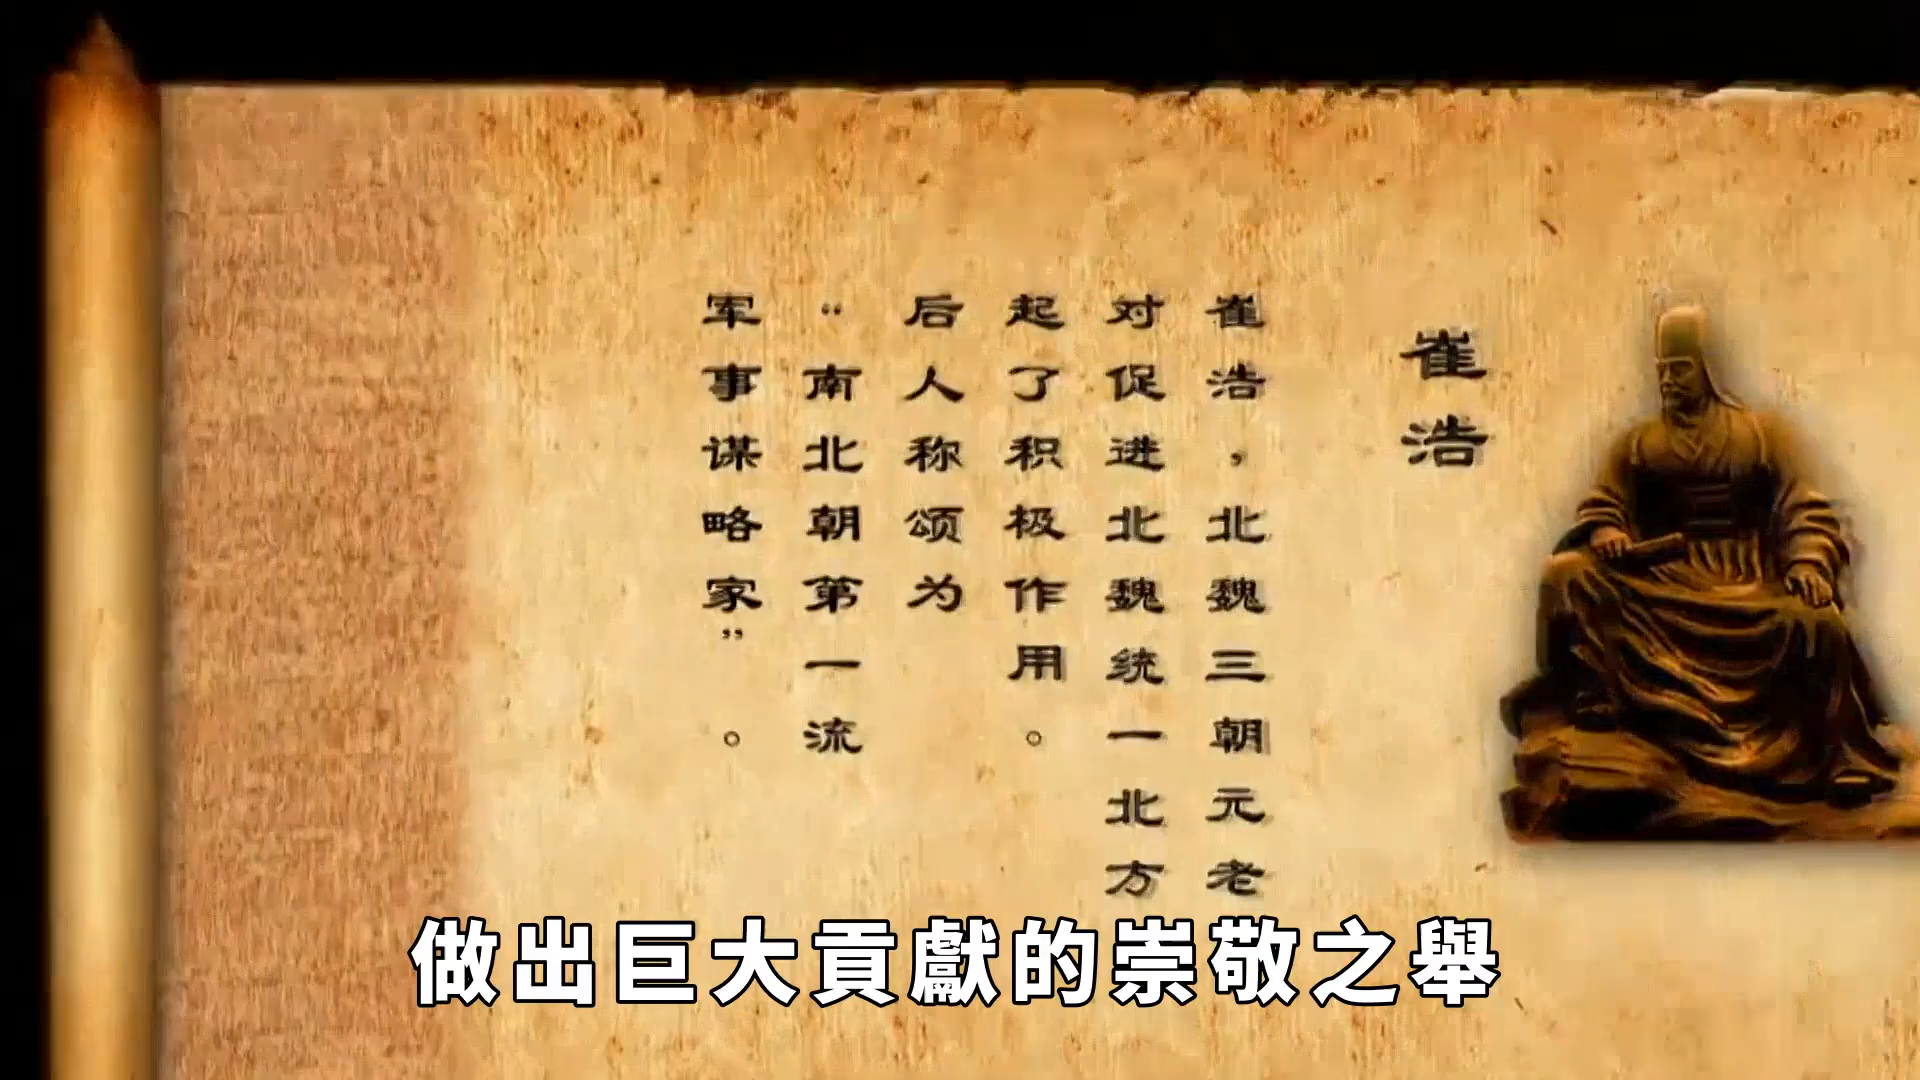 崔浩
崔浩，北魏三朝元老
对促进北魏统一北方
起了积极作用。
后人称颂为
“南北朝第一流
军事谋略家”。
做出巨大貢獻的崇敬之舉